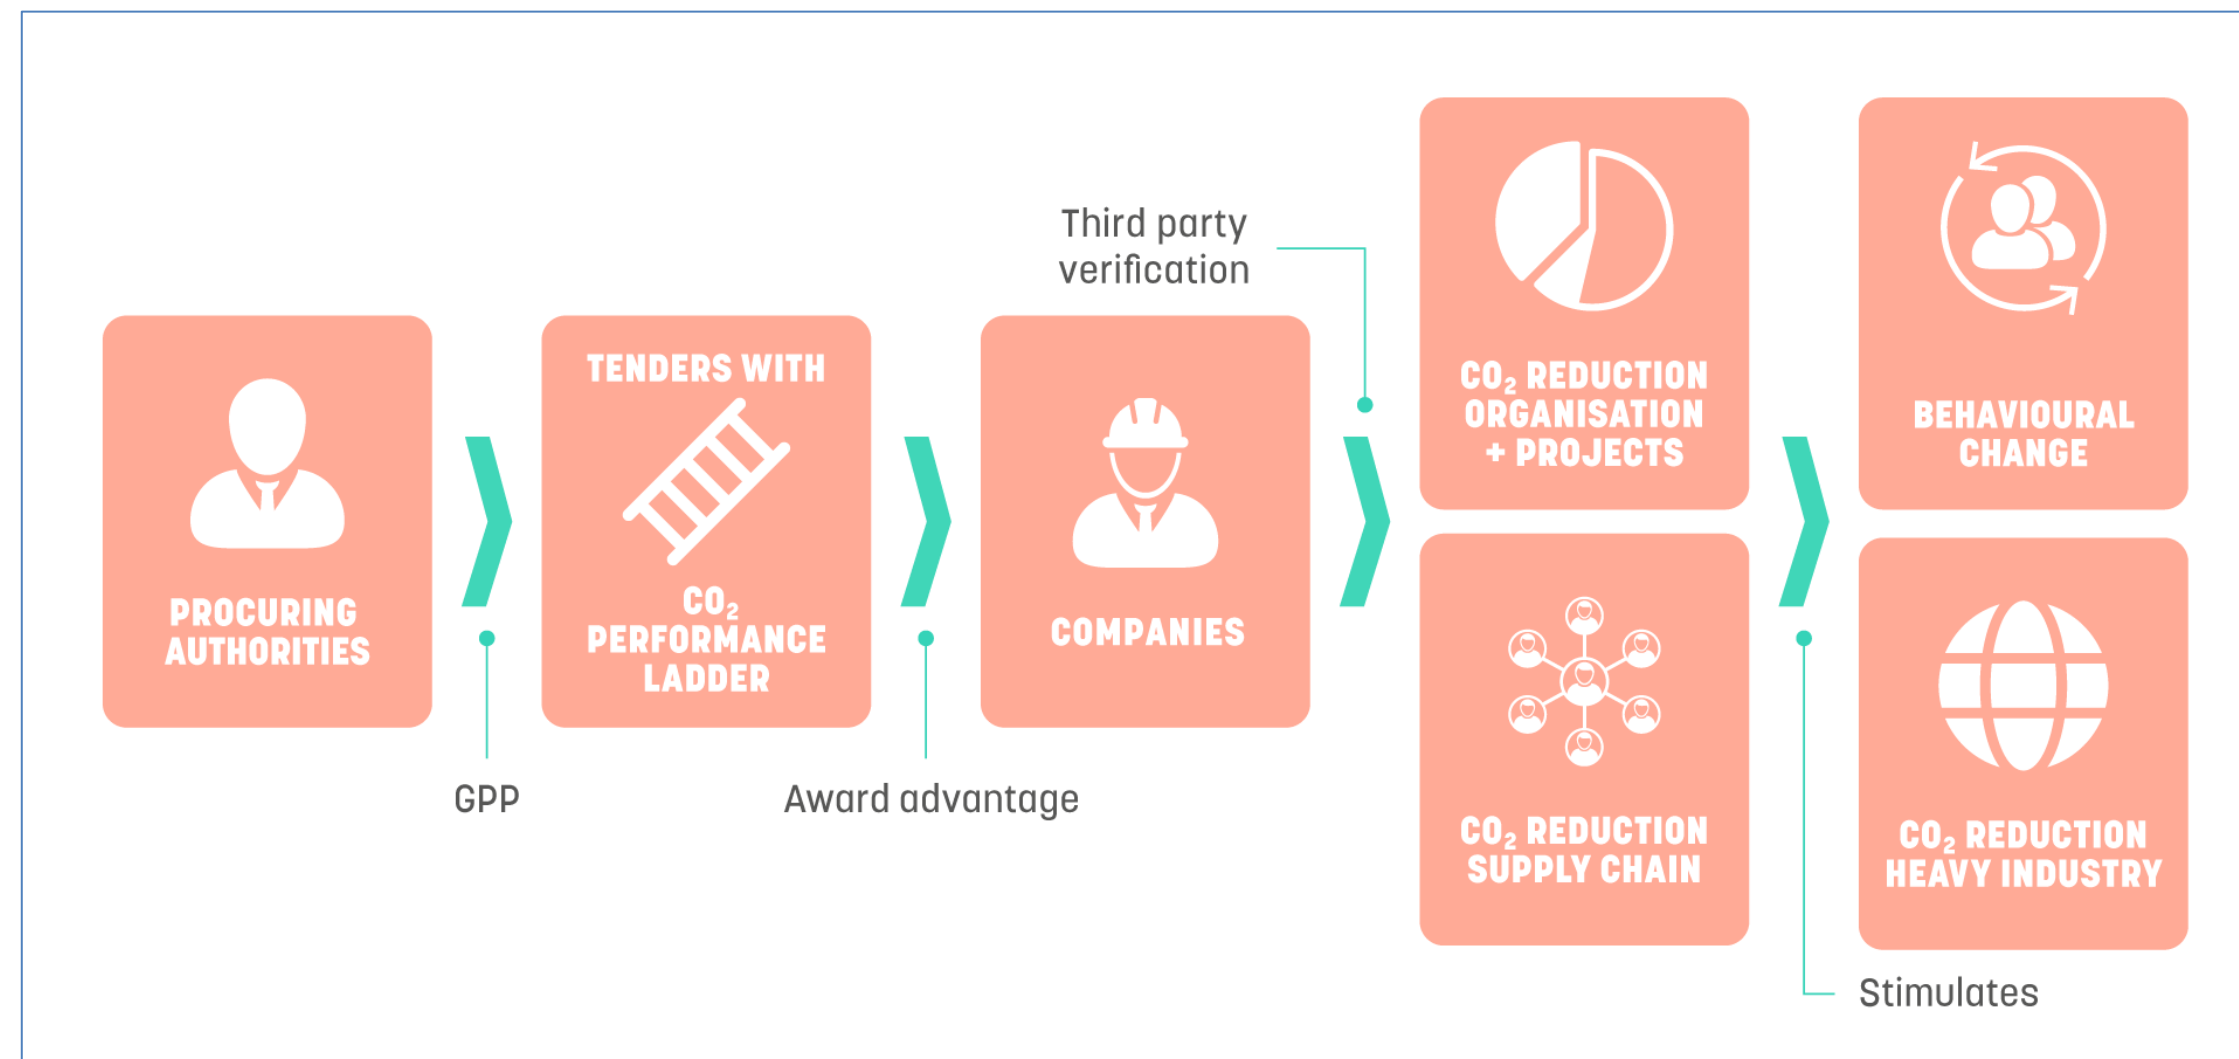 PROCURING
AUTHORITIES
GPP
TENDERS WITH
CO₂
PERFORMANCE
LADDER
Award advantage
COMPANIES
Third party
verification
CO₂ REDUCTION
ORGANISATION
+ PROJECTS
CO₂ REDUCTION
SUPPLY CHAIN
Stimulates
BEHAVIOURAL
CHANGE
CO₂ REDUCTION
HEAVY INDUSTRY